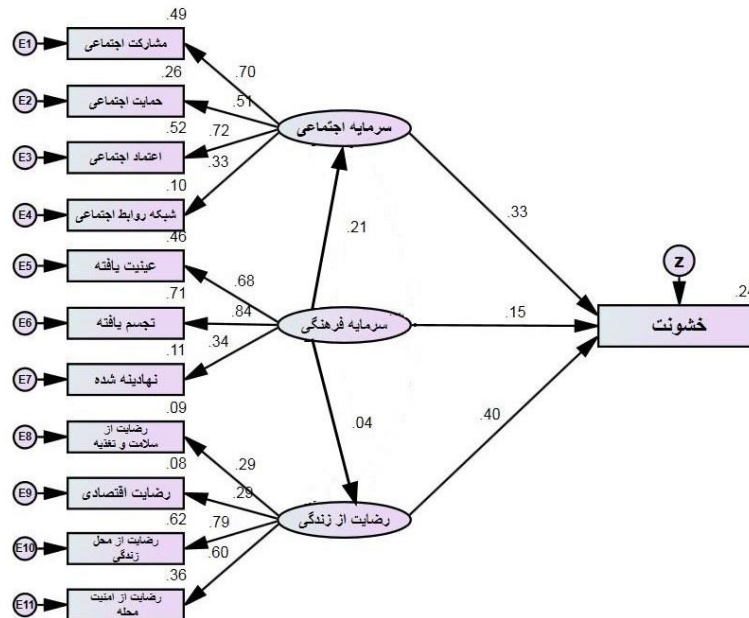 .49
E1
مشارکت اجتماعی
.70
.26
E2
حمایت اجتماعی
.51
سرمایه اجتماعی
.52
E3
اعتماد اجتماعی
.72
.33
.10
E4
شبکه روابط اجتماعی
.21
.33
.46
E5
عینیت یافته
.68
z
.71
E6
تجسم یافته
.84
سرمایه فرهنگی
.15
خشونت
.24
.11
E7
نهادینه شده
.34
.09
E8
رضایت از
سلامت و تغذیه
.29
.04
.40
.08
E9
رضایت اقتصادی
.29
رضایت از زندگی
.62
E10
رضایت از محل
زندگی
.79
.60
.36
E11
رضایت از امنیت
محله